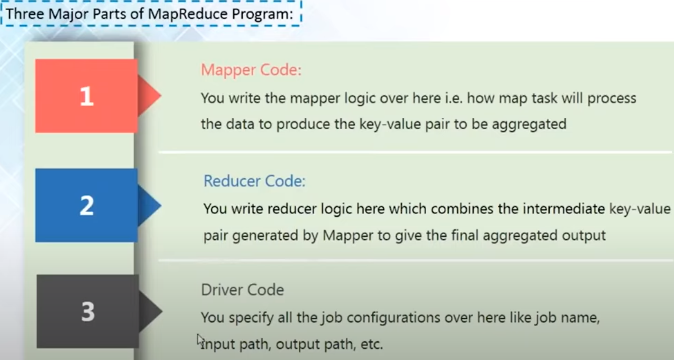 Three Major Parts of MapReduce Program:
1
Mapper Code:
You write the mapper logic over here i.e. how map task will process
the data to produce the key-value pair to be aggregated
2
Reducer Code:
You write reducer logic here which combines the intermediate key-value
pair generated by Mapper to give the final aggregated output
3
Driver Code
You specify all the job configurations over here like job name,
input path, output path, etc.